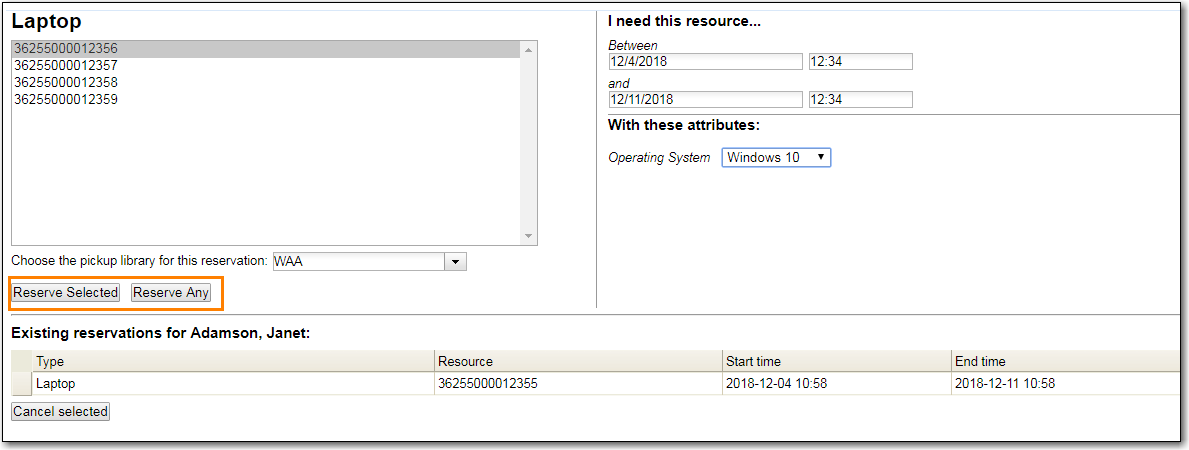 Laptop
36255000012356
36255000012357
36255000012358
36255000012359
Choose the pickup library for this reservation: WAA
Reserve Selected Reserve Any
I need this resource...
Between
12/4/2018 12:34
and
12/11/2018 12:34
With these attributes:
Operating System Windows 10
Existing reservations for Adamson, Janet:
Type Resource Start time End time
Laptop 36255000012355 2018-12-04 10:58 2018-12-11 10:58
Cancel selected